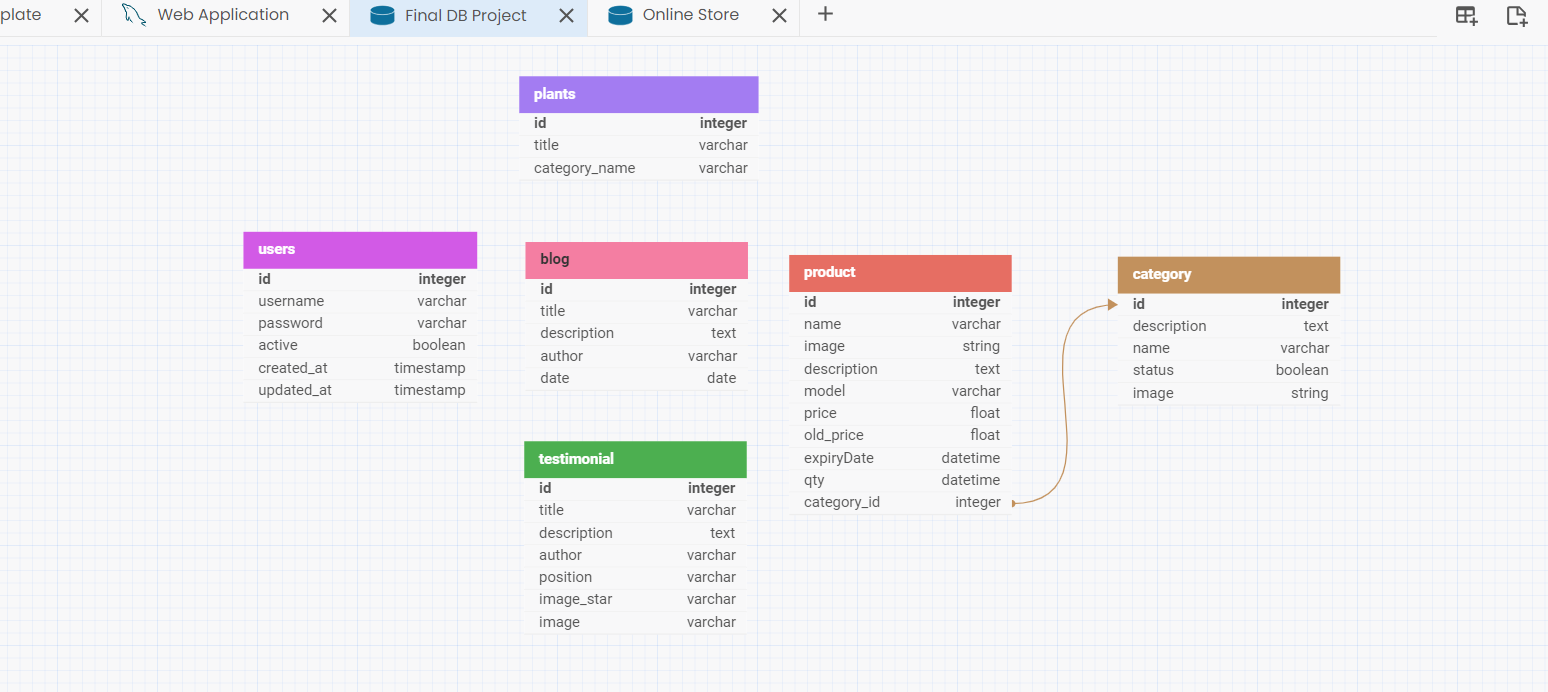 plate Web Application Final DB Project Online Store
plants
id integer
title varchar
category_name varchar
users
id integer
username varchar
password varchar
active boolean
created_at timestamp
updated_at timestamp
blog
id integer
title varchar
description text
author varchar
date date
testimonial
id integer
title varchar
description text
author varchar
position varchar
image_star varchar
image varchar
product
id integer
name varchar
image string
description text
model varchar
price float
old_price float
expiryDate datetime
qty datetime
category_id integer
category
id integer
description text
name varchar
status boolean
image string